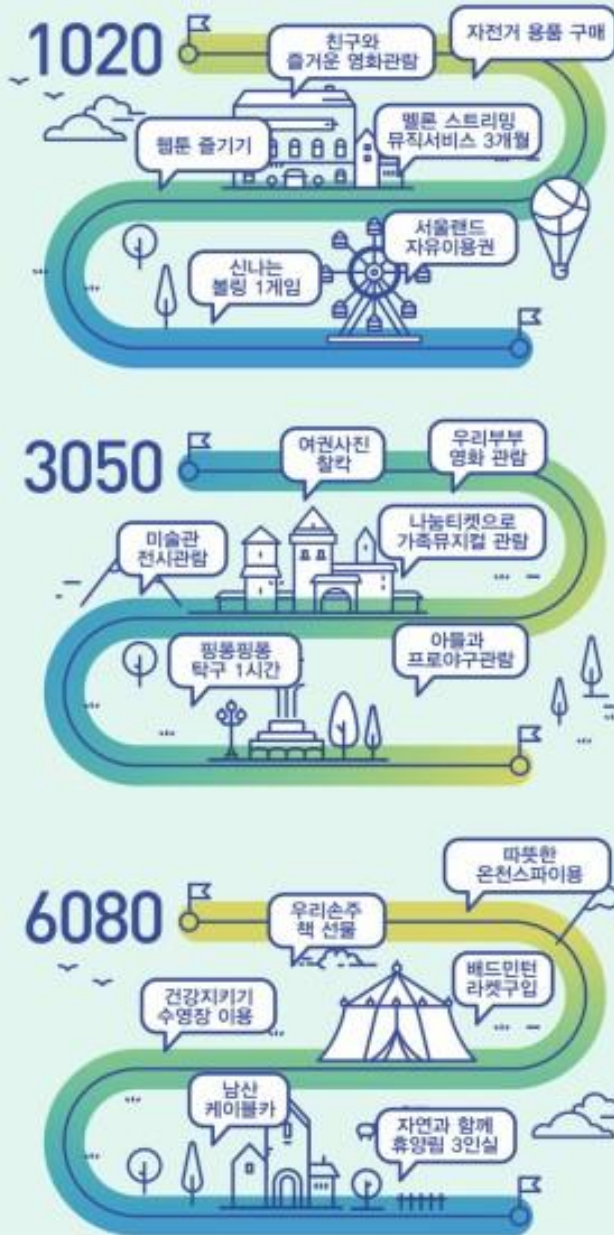 1020
친구와
즐거운 영화관람
자전거 용품 구매
웹툰 즐기기
멜론 스트리밍
뮤직서비스 3개월
서울랜드
자유이용권
신나는
볼링 1게임
3050
여권사진
찰칵
우리부부
영화 관람
미술관
전시관람
나눔티켓으로
가족뮤지컬 관람
핑퐁핑퐁
탁구 1시간
아들과
프로야구관람
6080
우리손주
책 선물
따뜻한
온천스파이용
건강지키기
수영장 이용
배드민턴
라켓구입
남산
케이블카
자연과 함께
휴양림 3인실